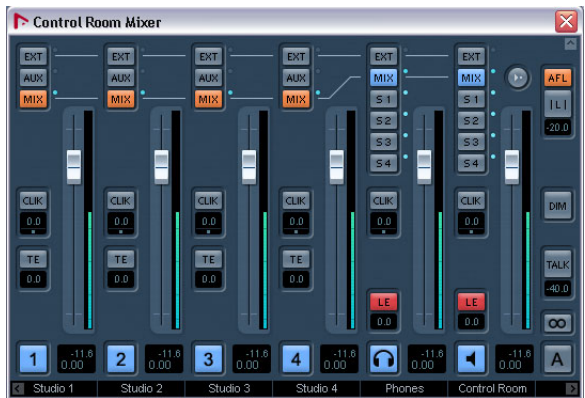 Control Room Mixer
EXT EXT EXT EXT EXT EXT
AUX AUX AUX AUX MIX MIX AFL
MIX MIX MIX MIX S 1 S 1 |L|
S 2 S 2 -20.0
S 3 S 3
S 4 S 4
CLIK CLIK CLIK CLIK CLIK CLIK DIM
0.0 0.0 0.0 0.0 0.0 0.0
TE TE TE TE TALK
0.0 0.0 0.0 0.0 -40.0
LE LE
0.0 0.0
1 -11.6 2 -11.6 3 -11.6 4 -11.6 -11.6 -11.6 A
0.00 0.00 0.00 0.00 0.00 0.00
Studio 1 Studio 2 Studio 3 Studio 4 Phones Control Room